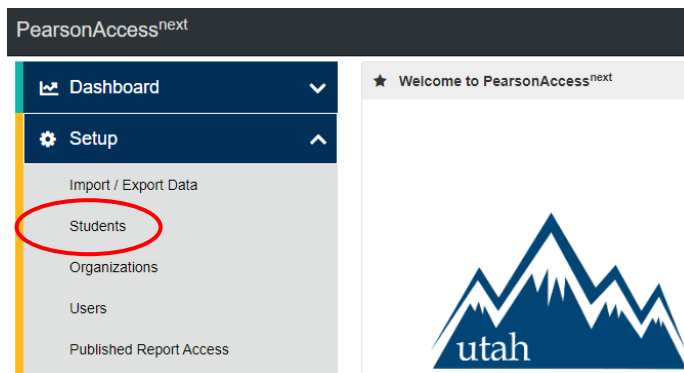 PearsonAccessnext
Dashboard
Setup
Import / Export Data
Students
Organizations
Users
Published Report Access
Welcome to PearsonAccessnext
utah